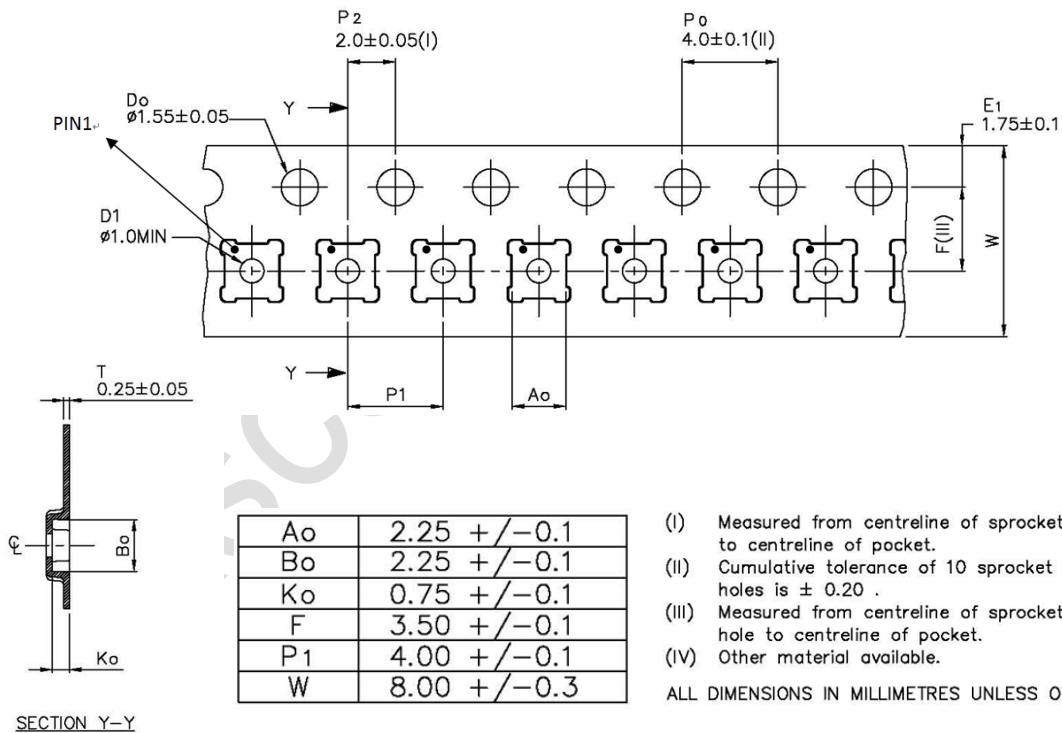 P2
2.0±0.05(I)
Po
4.0±0.1(II)
Do
ø1.55±0.05
Y
E1
1.75±0.1
PIN1
D1
ø1.0MIN
F(III)
W
Y
P1
Ao
T
0.25±0.05
Bo
Ko
SECTION Y-Y
Ao 2.25 +/-0.1
Bo 2.25 +/-0.1
Ko 0.75 +/-0.1
F 3.50 +/-0.1
P1 4.00 +/-0.1
W 8.00 +/-0.3
(I) Measured from centreline of sprocket
to centreline of pocket.
(II) Cumulative tolerance of 10 sprocket
holes is ± 0.20 .
(III) Measured from centreline of sprocket
hole to centreline of pocket.
(IV) Other material available.
ALL DIMENSIONS IN MILLIMETRES UNLESS O